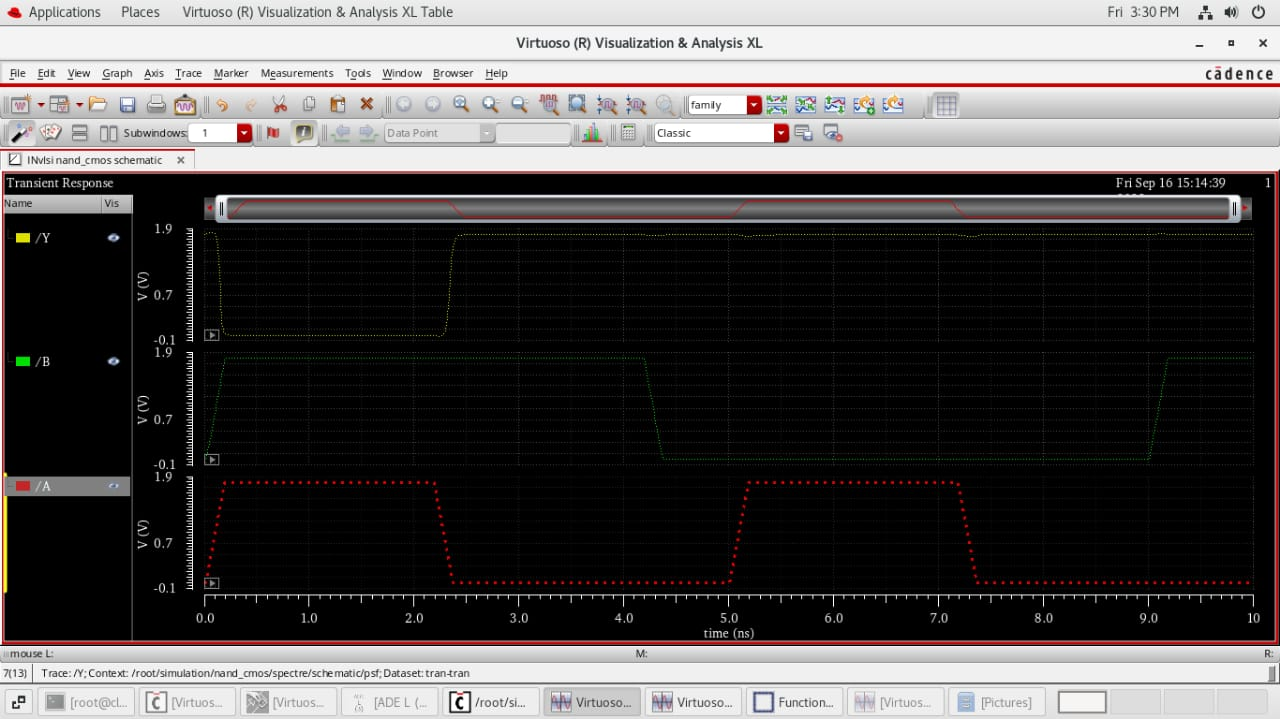 Applications Places Virtuoso (R) Visualization & Analysis XL Table Fri 3:30 PM
Virtuoso (R) Visualization & Analysis XL
File Edit View Graph Axis Trace Marker Measurements Tools Window Browser Help cādence
family
Subwindows: 1 Data Point Classic
INvlsi nand_cmos schematic
Transient Response Fri Sep 16 15:14:39 1
Name Vis
/Y
1.9
V (V)
0.7
-0.1
/B
1.9
V (V)
0.7
-0.1
/A
1.9
V (V)
0.7
-0.1
0.0 1.0 2.0 3.0 4.0 5.0 6.0 7.0 8.0 9.0 10
time (ns)
mouse L: M: R:
7(13) Trace: /Y; Context: /root/simulation/nand_cmos/spectre/schematic/psf; Dataset: tran-tran
[root@cl... [Virtuos... [Virtuos... [ADE L (... /root/si... Virtuoso... Virtuoso... Function... [Virtuos... [Pictures]